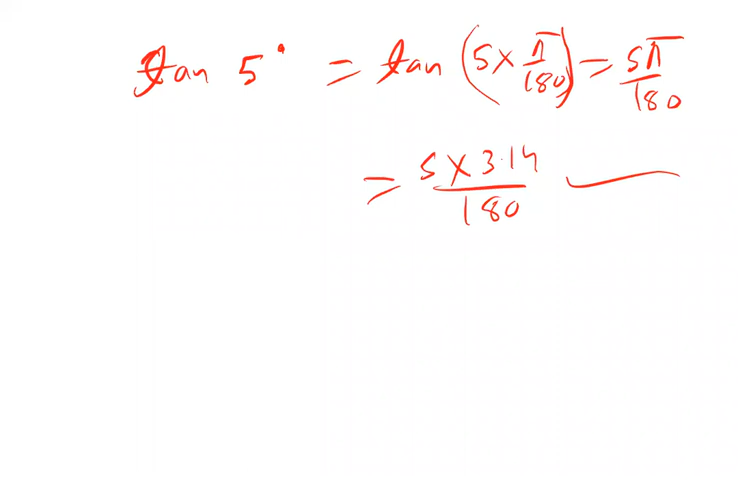 tan 5° = tan (5 × π/180) = 5π/180
= 5 × 3.14/180